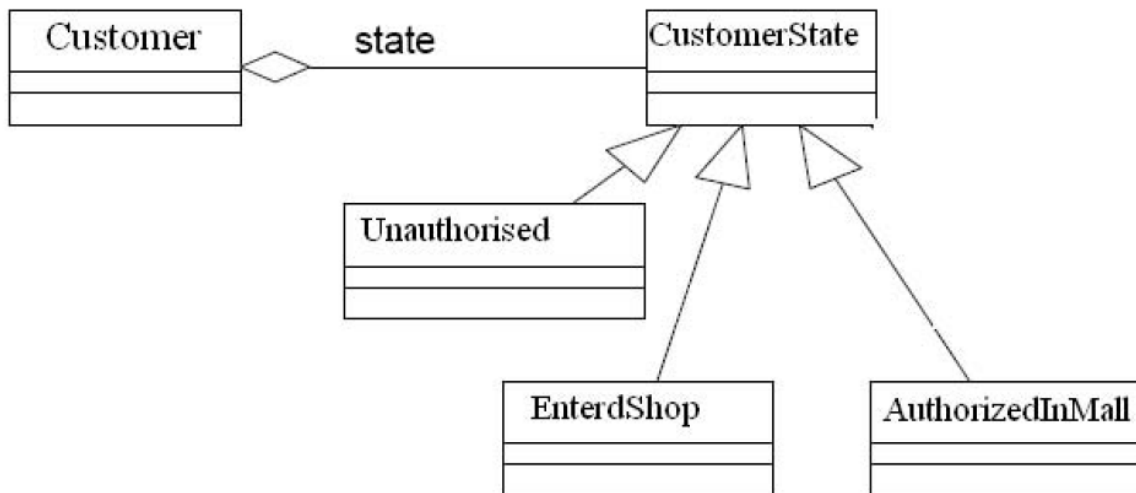 Customer
state
CustomerState
Unauthorised
EnterdShop
AuthorizedInMall